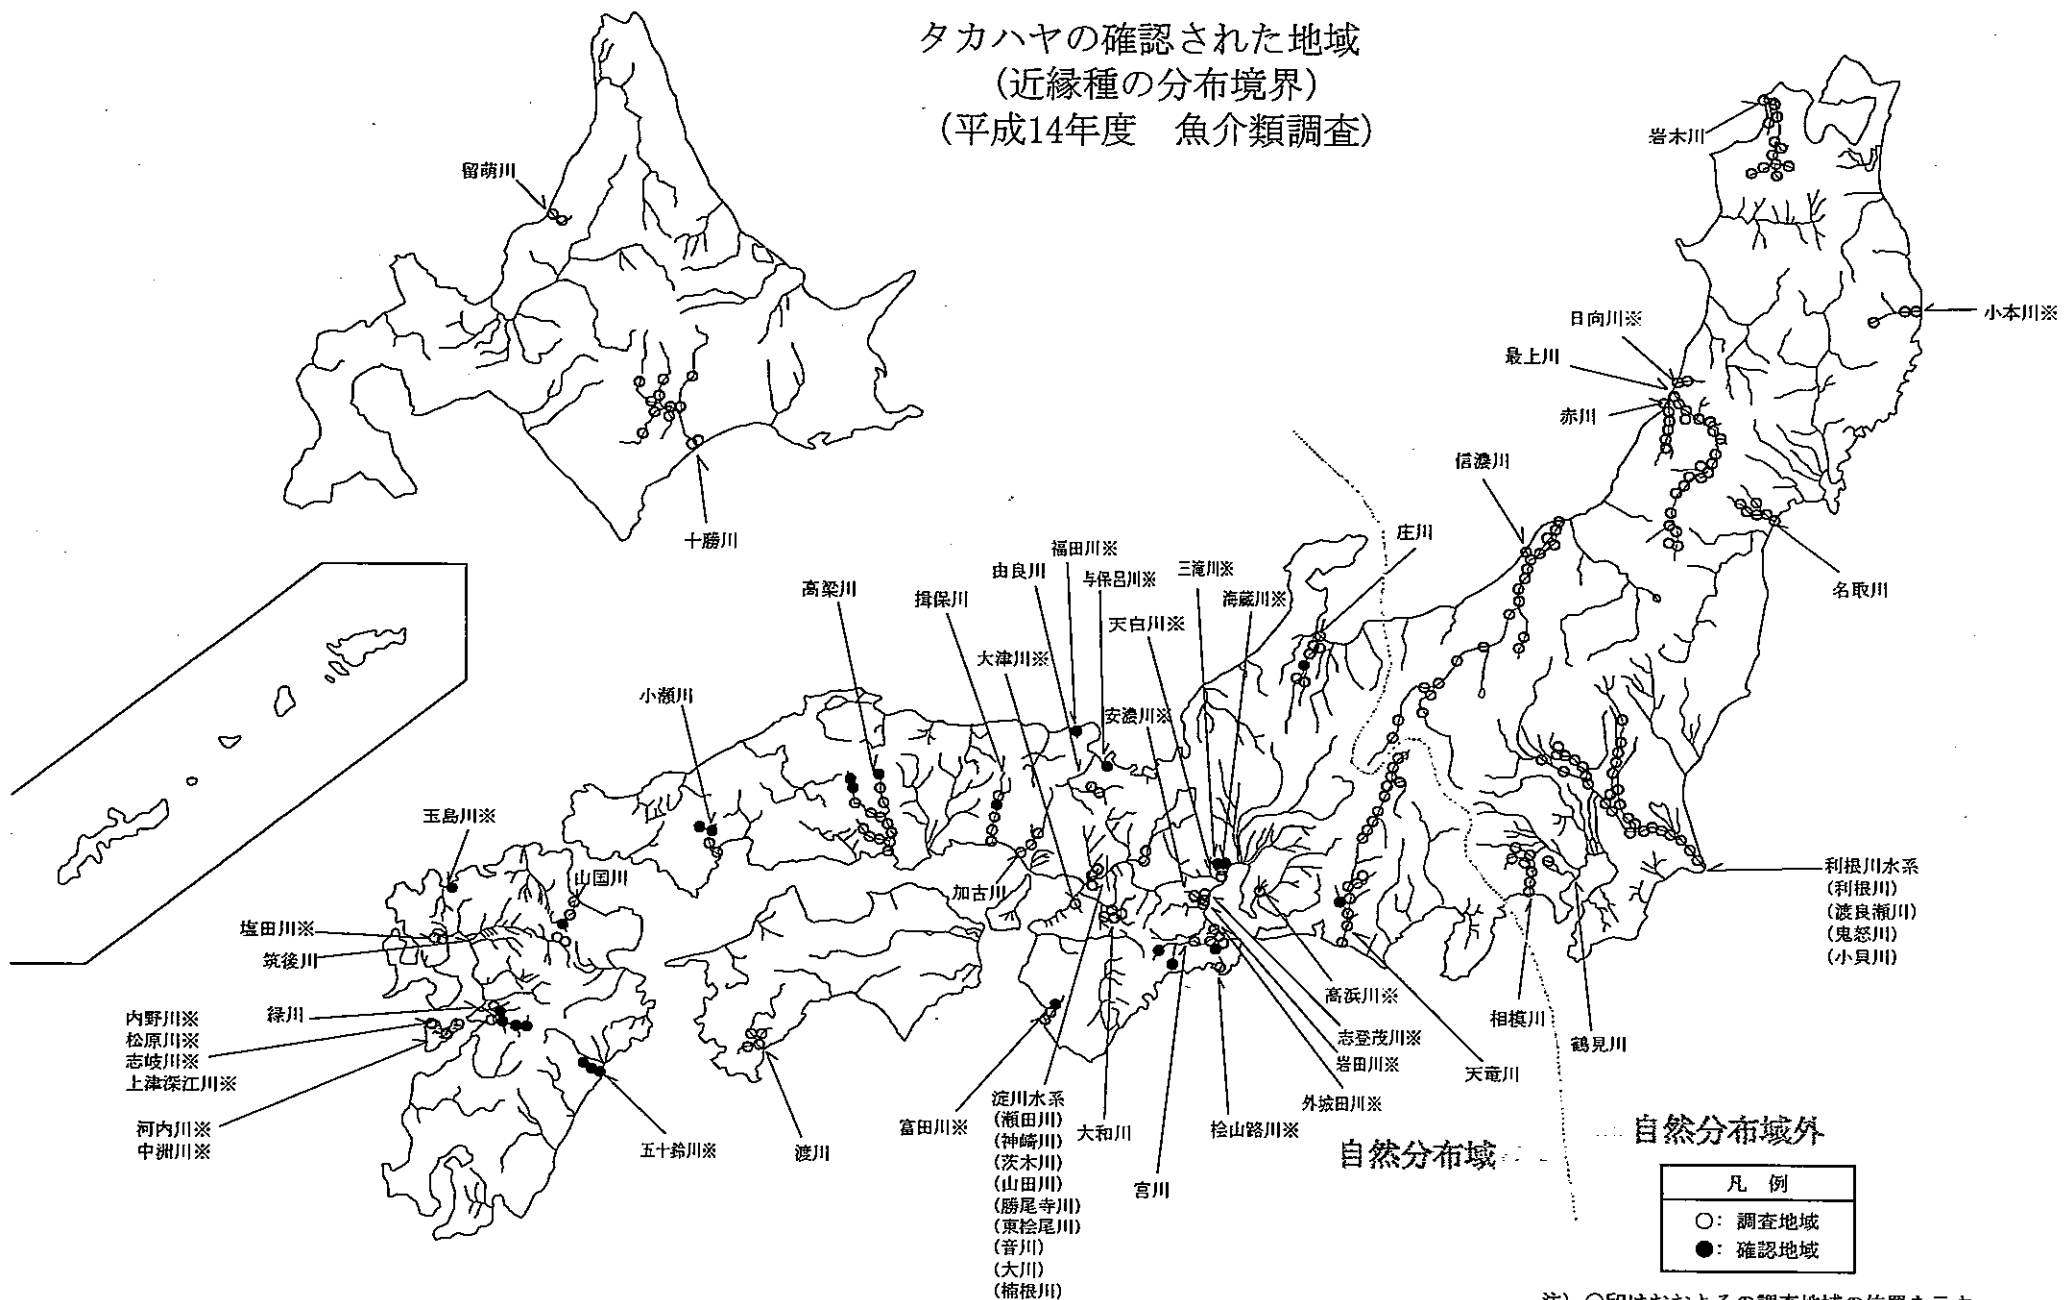 タカハヤの確認された地域
(近縁種の分布境界)
(平成14年度 魚介類調査)
留萌川
十勝川
岩木川
小本川※
日向川※
最上川
赤川
信濃川
名取川
庄川
福田川※
由良川
与保呂川※
三滝川※
海蔵川※
高梁川
揖保川
天白川※
大津川※
小瀬川
安濃川※
玉島川※
山国川
加古川
塩田川※
筑後川
緑川
内野川※
松原川※
志岐川※
上津深江川※
河内川※
中洲川※
五十鈴川※
渡川
富田川※
淀川水系
(瀬田川)
(神崎川)
(茨木川)
(山田川)
(勝尾寺川)
(東桧尾川)
(音川)
(大川)
(楠根川)
大和川
宮川
桧山路川※
外城田川※
岩田川※
志登茂川※
高浜川※
天竜川
相模川
鶴見川
利根川水系
(利根川)
(渡良瀬川)
(鬼怒川)
(小貝川)
自然分布域
自然分布域外
凡 例
○: 調査地域
●: 確認地域